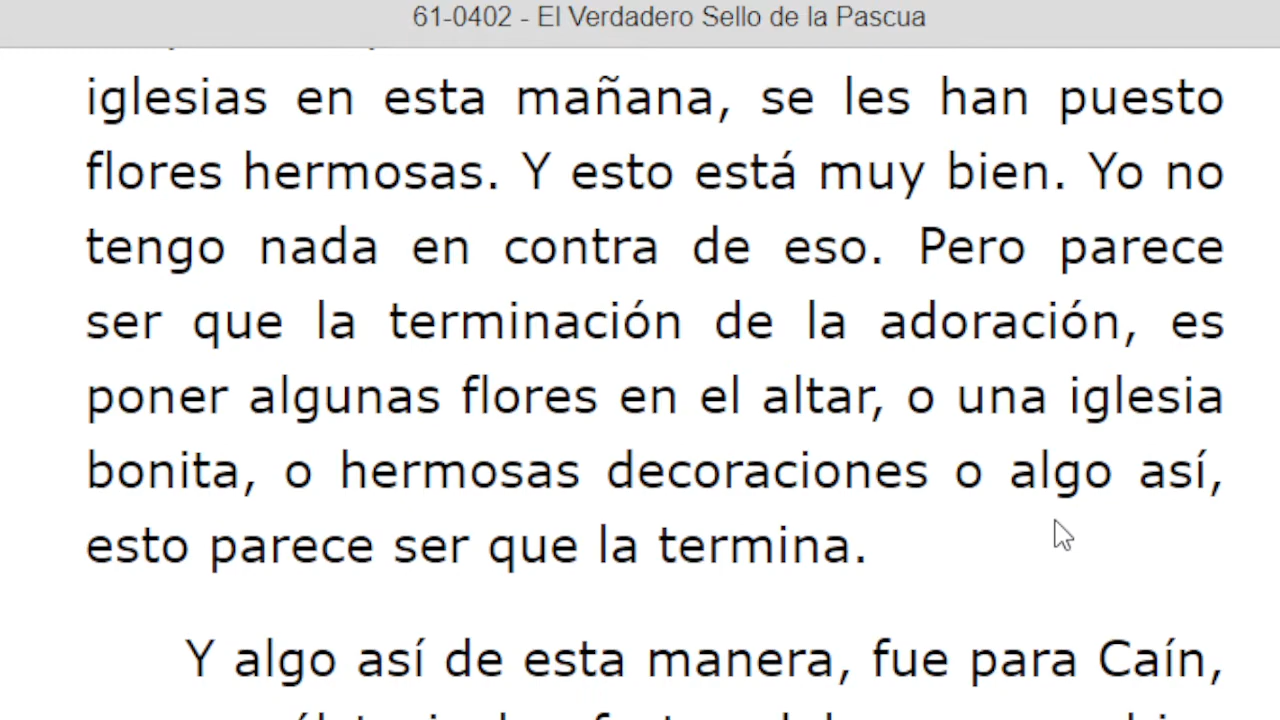 61-0402 - El Verdadero Sello de la Pascua
iglesias en esta mañana, se les han puesto
flores hermosas. Y esto está muy bien. Yo no
tengo nada en contra de eso. Pero parece
ser que la terminación de la adoración, es
poner algunas flores en el altar, o una iglesia
bonita, o hermosas decoraciones o algo así,
esto parece ser que la termina.
Y algo así de esta manera, fue para Caín,